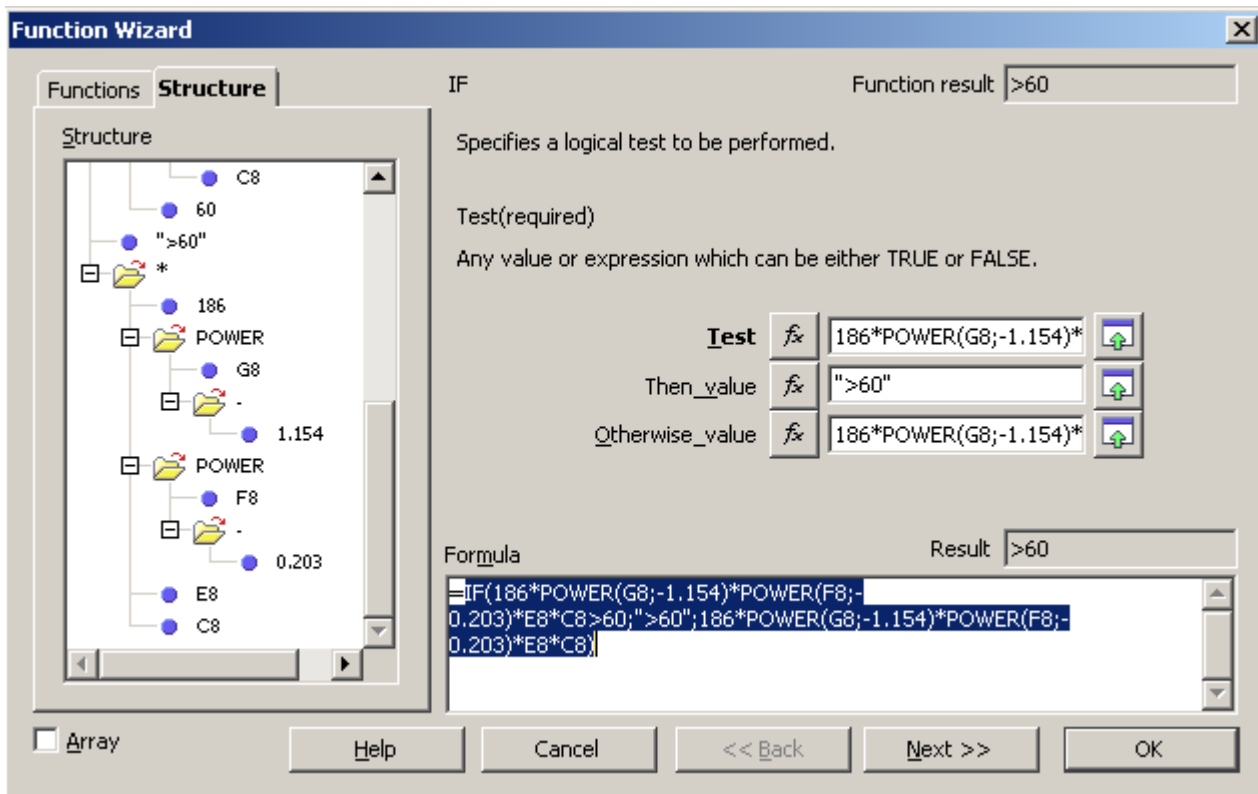 Function Wizard
Functions Structure
Structure
C8
60
">60"
*
186
POWER
G8
-
1.154
POWER
F8
-
0.203
E8
C8
IF
Function result >60
Specifies a logical test to be performed.
Test(required)
Any value or expression which can be either TRUE or FALSE.
Test fx 186*POWER(G8;-1.154)*
Then_value fx ">60"
Otherwise_value fx 186*POWER(G8;-1.154)*
Formula
Result >60
=IF(186*POWER(G8;-1.154)*POWER(F8;-
0.203)*E8*C8>60;">60";186*POWER(G8;-1.154)*POWER(F8;-
0.203)*E8*C8)
Array
Help
Cancel
<< Back
Next >>
OK